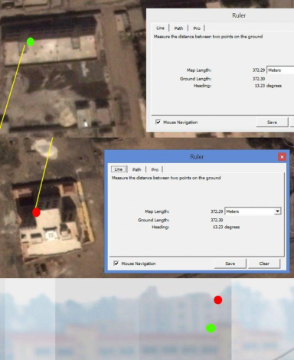 Ruler
Line Path Pro
Measure the distance between two points on the ground
Map Length: 372.29 Meters
Ground Length: 372.30
Heading: 13.23 degrees
Mouse Navigation Save
Ruler
Line Path Pro
Measure the distance between two points on the ground
Map Length: 372.29 Meters
Ground Length: 372.30
Heading: 13.23 degrees
Mouse Navigation Save Clear